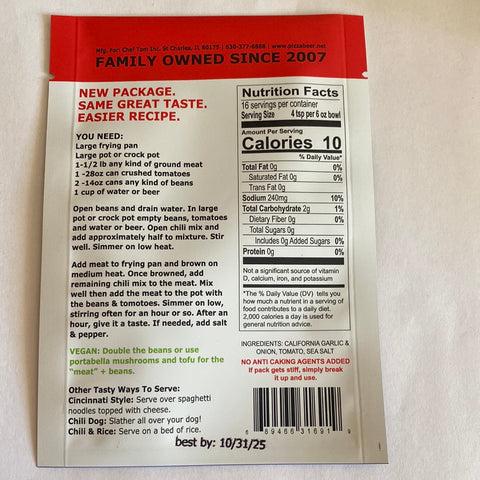 Mfg. For: Chef Tom Inc. St Charles, IL 60175 | 630-377-6868 | www.pizzabeer.net
FAMILY OWNED SINCE 2007
NEW PACKAGE.
SAME GREAT TASTE.
EASIER RECIPE.
YOU NEED:
Large frying pan
Large pot or crock pot
1-1/2 lb any kind of ground meat
1 -28oz can crushed tomatoes
2 -14oz cans any kind of beans
1 cup of water or beer
Open beans and drain water. In large
pot or crock pot empty beans, tomatoes
and water or beer. Open chili mix and
add approximately half to mixture. Stir
well. Simmer on low heat.
Add meat to frying pan and brown on
medium heat. Once browned, add
remaining chili mix to the meat. Mix
well then add the meat to the pot with
the beans & tomotoes. Simmer on low,
stirring often for an hour or so. After an
hour, give it a taste. If needed, add salt
& pepper.
VEGAN: Double the beans or use
portabella mushrooms and tofu for the
"meat" + beans.
Other Tasty Ways To Serve:
Cincinnati Style: Serve over spaghetti
noodles topped with cheese.
Chili Dog: Slather all over your dog!
Chili & Rice: Serve on a bed of rice.
best by: 10/31/25
Nutrition Facts
16 servings per container
Serving Size 4 tsp per 6 oz bowl
Amount Per Serving
Calories 10
% Daily Value*
Total Fat 0g 0%
Saturated Fat 0g 0%
Trans Fat 0g
Sodium 240mg 10%
Total Carbohydrate 2g 1%
Dietary Fiber 0g 0%
Total Sugars 0g
Includes 0g Added Sugars 0%
Protein 0g 0%
Not a significant source of vitamin
D, calcium, iron, and potassium
*The % Daily Value (DV) tells you
how much a nutrient in a serving of
food contributes to a daily diet.
2,000 calories a day is used for
general nutrition advice.
INGREDIENTS: CALIFORNIA GARLIC &
ONION, TOMATO, SEA SALT
NO ANTI CAKING AGENTS ADDED
If pack gets stiff, simply break
it up and use.
6 89466 31691 9